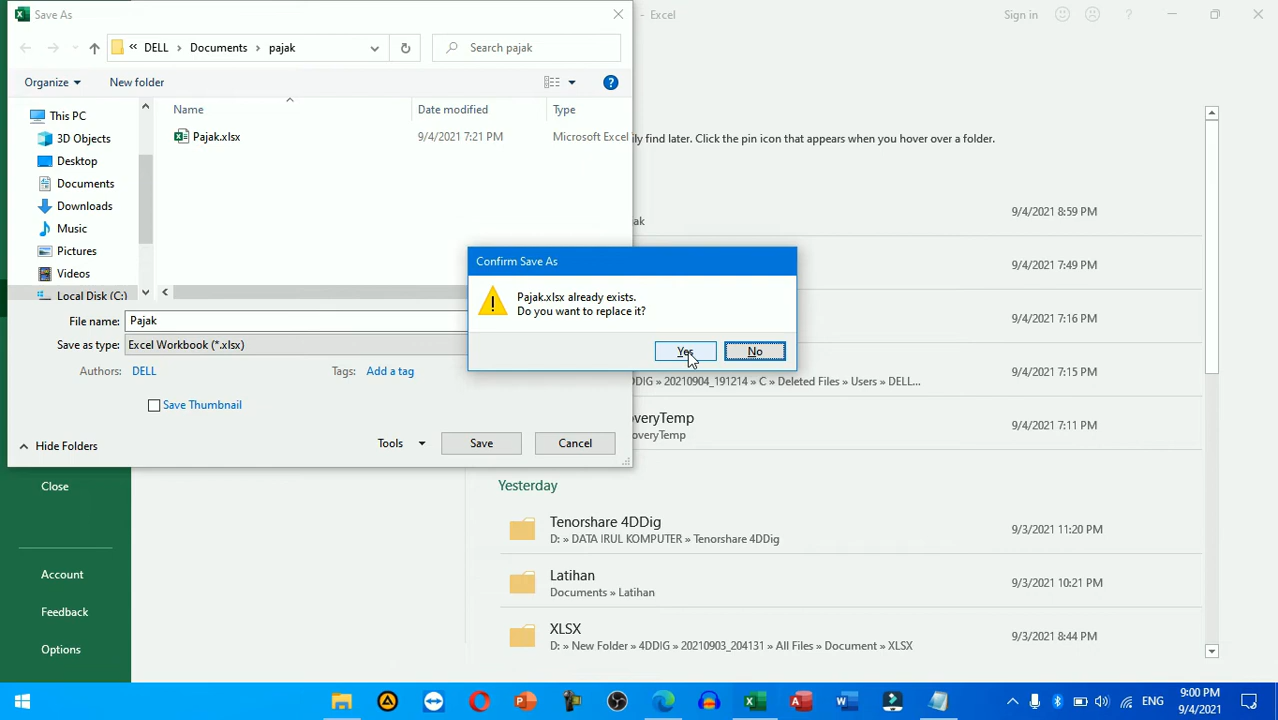 Save As
- Excel
Sign in
?
DELL
Documents
pajak
Search pajak
Organize
New folder
?
Name
Date modified
Type
This PC
3D Objects
Desktop
Documents
Downloads
Music
Pictures
Videos
Local Disk (C:)
Pajak.xlsx
9/4/2021 7:21 PM
Microsoft Excel
File name:
Pajak
Save as type:
Excel Workbook (*.xlsx)
Authors:
DELL
Tags:
Add a tag
Save Thumbnail
Hide Folders
Tools
Save
Cancel
Confirm Save As
Pajak.xlsx already exists.
Do you want to replace it?
Yes
No
ily find later. Click the pin icon that appears when you hover over a folder.
ak
9/4/2021 8:59 PM
9/4/2021 7:49 PM
9/4/2021 7:16 PM
DDIG » 20210904_191214 » C » Deleted Files » Users » DELL...
9/4/2021 7:15 PM
overyTemp
overyTemp
9/4/2021 7:11 PM
Yesterday
Tenorshare 4DDig
D: » DATA IRUL KOMPUTER » Tenorshare 4DDig
9/3/2021 11:20 PM
Latihan
Documents » Latihan
9/3/2021 10:21 PM
XLSX
D: » New Folder » 4DDIG » 20210903_204131 » All Files » Document » XLSX
9/3/2021 8:44 PM
Close
Account
Feedback
Options
ENG
9:00 PM
9/4/2021